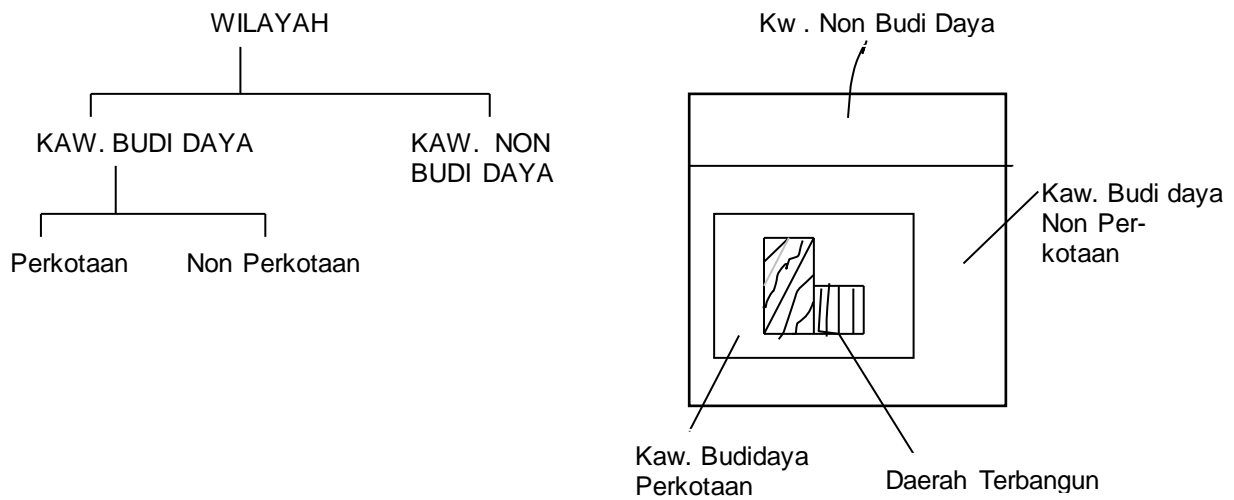 WILAYAH
KAW. BUDI DAYA
KAW. NON
BUDI DAYA
Perkotaan
Non Perkotaan
Kw . Non Budi Daya
Kaw. Budi daya
Non Per-
kotaan
Kaw. Budidaya
Perkotaan
Daerah Terbangun